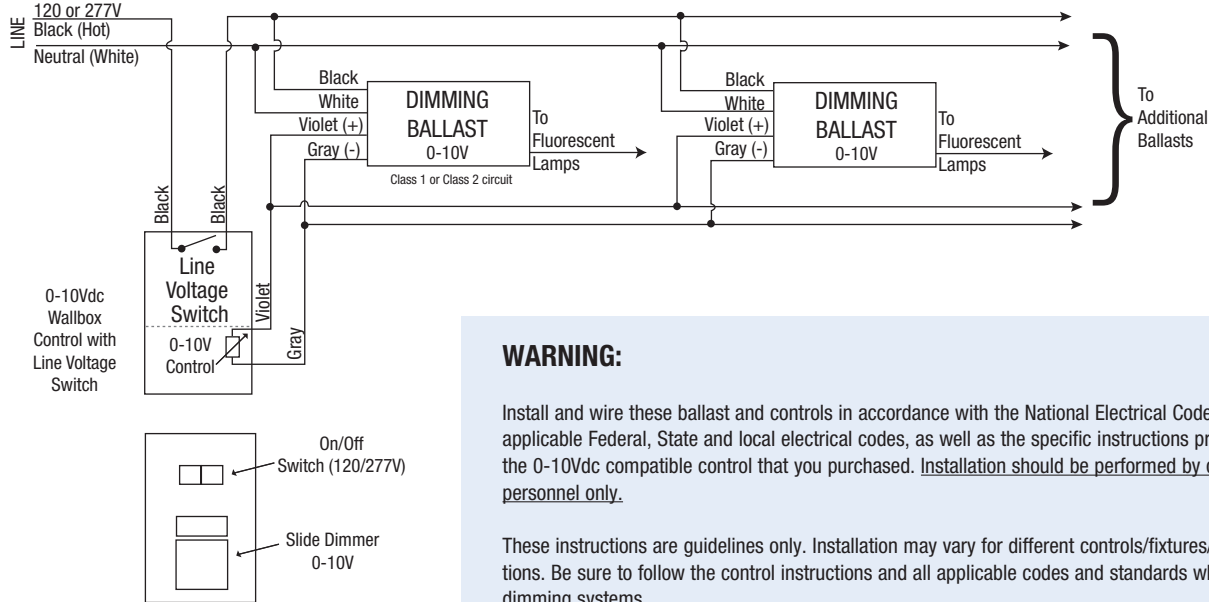 LINE
120 or 277V
Black (Hot)
Neutral (White)
Black
White
Violet (+)
Gray (-)
DIMMING
BALLAST
0-10V
Class 1 or Class 2 circuit
To
Fluorescent
Lamps
Black
White
Violet (+)
Gray (-)
DIMMING
BALLAST
0-10V
To
Fluorescent
Lamps
To
Additional
Ballasts
Black
Black
Line
Voltage
Switch
Violet
0-10V
Control
Gray
0-10Vdc
Wallbox
Control with
Line Voltage
Switch
On/Off
Switch (120/277V)
Slide Dimmer
0-10V
WARNING:
Install and wire these ballast and controls in accordance with the National Electrical Code
applicable Federal, State and local electrical codes, as well as the specific instructions
the 0-10Vdc compatible control that you purchased. Installation should be performed by
personnel only.
These instructions are guidelines only. Installation may vary for different controls/fixtures/
tions. Be sure to follow the control instructions and all applicable codes and standards
dimming systems.